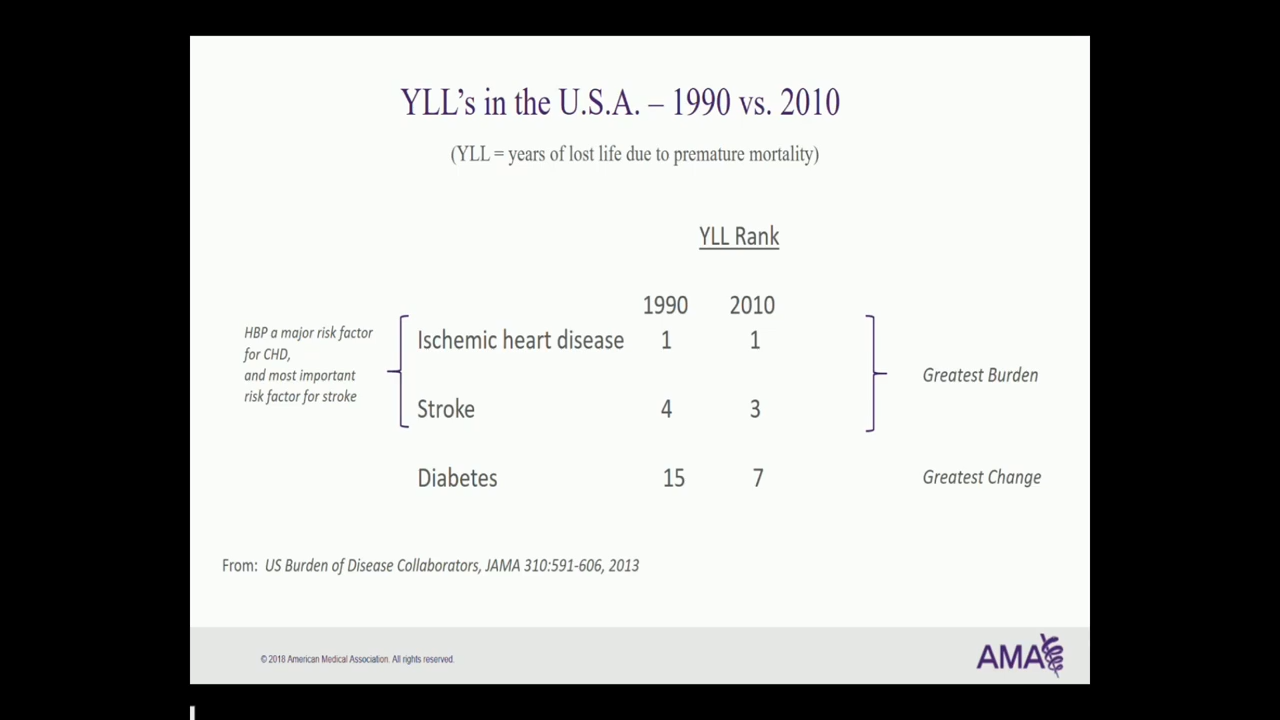 YLL's in the U.S.A. – 1990 vs. 2010
(YLL = years of lost life due to premature mortality)
YLL Rank
1990 2010
HBP a major risk factor
for CHD,
and most important
risk factor for stroke
Ischemic heart disease 1 1
Stroke 4 3
Greatest Burden
Diabetes 15 7 Greatest Change
From: US Burden of Disease Collaborators, JAMA 310:591-606, 2013
© 2018 American Medical Association. All rights reserved.
AMA